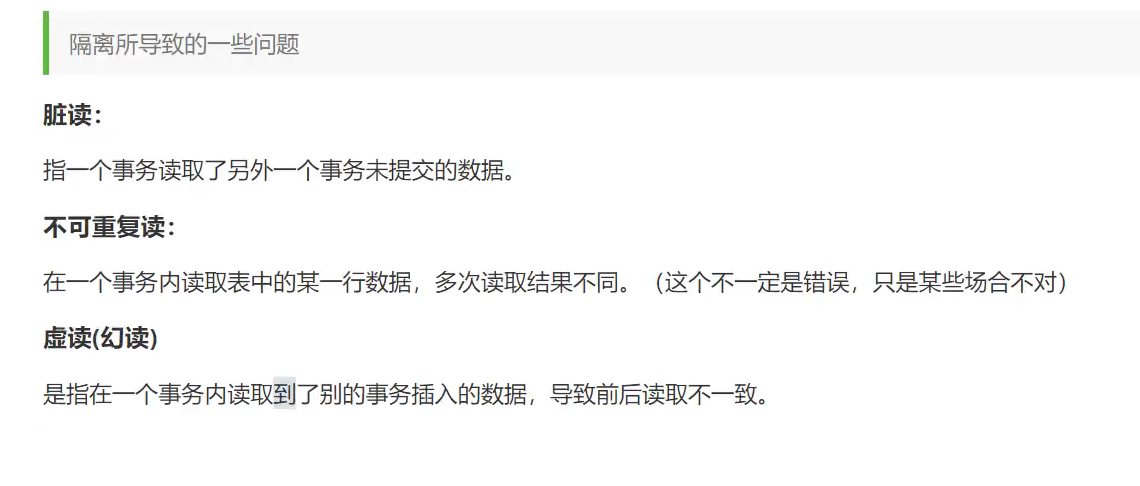 隔离所导致的一些问题
脏读：
指一个事务读取了另外一个事务未提交的数据。
不可重复读：
在一个事务内读取表中的某一行数据，多次读取结果不同。（这个不一定是错误，只是某些场合不对）
虚读(幻读)
是指在一个事务内读取到了别的事务插入的数据，导致前后读取不一致。